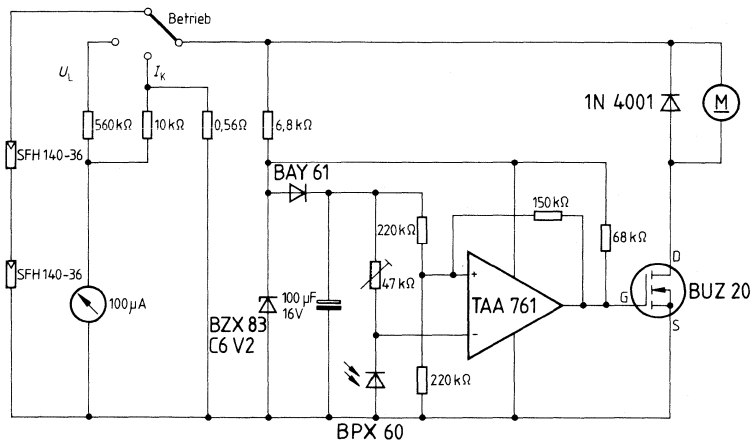 Betrieb
U_L
I_K
1N 4001
M
560kΩ
10kΩ
0,56Ω
6,8kΩ
SFH 140-36
BAY 61
150kΩ
220kΩ
68kΩ
D
SFH 140-36
47kΩ
+
TAA 761
100µA
100µF
16V
G
BUZ 20
BZX 83
C6 V2
−
S
220kΩ
BPX 60